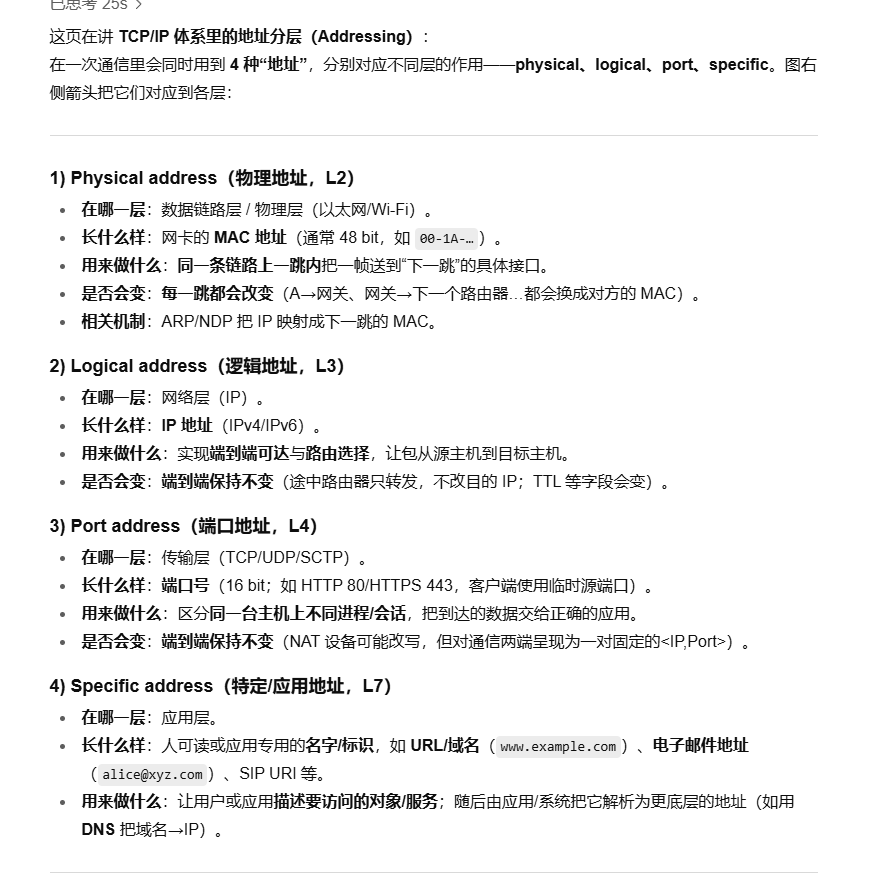 已思考 25s >
这页在讲 TCP/IP 体系里的地址分层（Addressing）：
在一次通信里会同时用到 4 种“地址”，分别对应不同层的作用——physical、logical、port、specific。图右
侧箭头把它们对应到各层：
1) Physical address（物理地址，L2）
• 在哪一层：数据链路层 / 物理层（以太网/Wi-Fi）。
• 长什么样：网卡的 MAC 地址（通常 48 bit，如 00-1A-…）。
• 用来做什么：同一条链路上一跳内把一帧送到“下一跳”的具体接口。
• 是否会变：每一跳都会改变（A→网关、网关→下一个路由器…都会换成对方的 MAC）。
• 相关机制：ARP/NDP 把 IP 映射成下一跳的 MAC。
2) Logical address（逻辑地址，L3）
• 在哪一层：网络层（IP）。
• 长什么样：IP 地址（IPv4/IPv6）。
• 用来做什么：实现端到端可达与路由选择，让包从源主机到目标主机。
• 是否会变：端到端保持不变（途中路由器只转发，不改目的 IP；TTL 等字段会变）。
3) Port address（端口地址，L4）
• 在哪一层：传输层（TCP/UDP/SCTP）。
• 长什么样：端口号（16 bit；如 HTTP 80/HTTPS 443，客户端使用临时源端口）。
• 用来做什么：区分同一台主机上不同进程/会话，把到达的数据交给正确的应用。
• 是否会变：端到端保持不变（NAT 设备可能改写，但对通信两端呈现为一对固定的<IP,Port>）。
4) Specific address（特定/应用地址，L7）
• 在哪一层：应用层。
• 长什么样：人可读或应用专用的名字/标识，如 URL/域名（www.example.com）、电子邮件地址
（alice@xyz.com）、SIP URI 等。
• 用来做什么：让用户或应用描述要访问的对象/服务；随后由应用/系统把它解析为更底层的地址（如用
DNS 把域名→IP）。